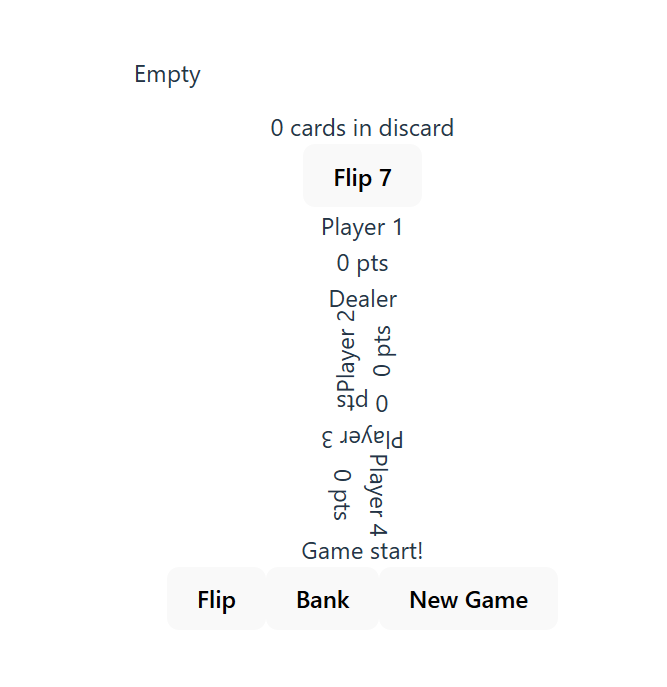 Empty
0 cards in discard
Flip 7
Player 1
0 pts
Dealer
Player 2
0 pts
0 pts
Player 3
Player 4
0 pts
Game start!
Flip
Bank
New Game